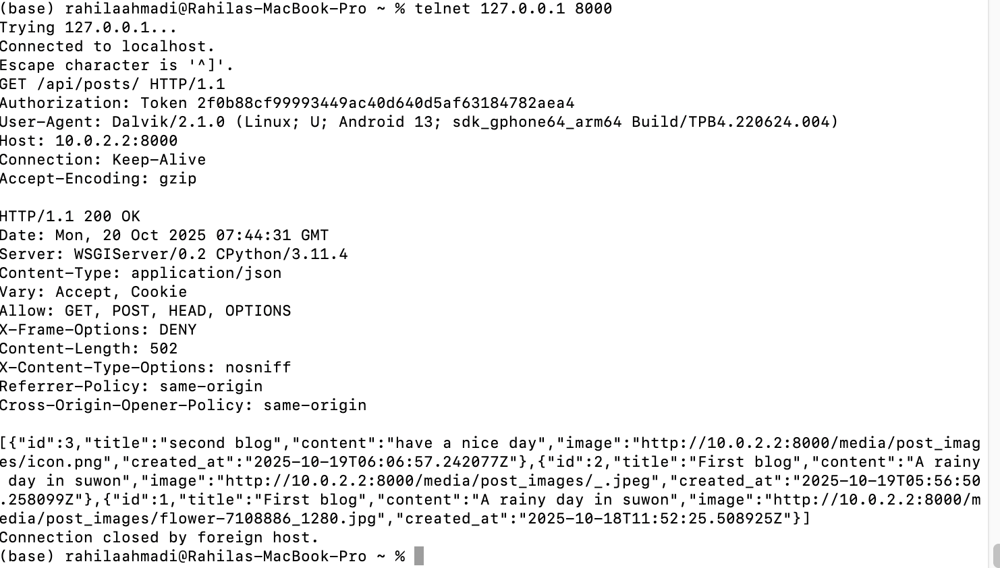 (base) rahilaahmadi@Rahilas-MacBook-Pro ~ % telnet 127.0.0.1 8000
Trying 127.0.0.1...
Connected to localhost.
Escape character is '^]'.
GET /api/posts/ HTTP/1.1
Authorization: Token 2f0b88cf99993449ac40d640d5af63184782aea4
User-Agent: Dalvik/2.1.0 (Linux; U; Android 13; sdk_gphone64_arm64 Build/TPB4.220624.004)
Host: 10.0.2.2:8000
Connection: Keep-Alive
Accept-Encoding: gzip

HTTP/1.1 200 OK
Date: Mon, 20 Oct 2025 07:44:31 GMT
Server: WSGIServer/0.2 CPython/3.11.4
Content-Type: application/json
Vary: Accept, Cookie
Allow: GET, POST, HEAD, OPTIONS
X-Frame-Options: DENY
Content-Length: 502
X-Content-Type-Options: nosniff
Referrer-Policy: same-origin
Cross-Origin-Opener-Policy: same-origin

[{"id":3,"title":"second blog","content":"have a nice day","image":"http://10.0.2.2:8000/media/post_imag
es/icon.png","created_at":"2025-10-19T06:06:57.242077Z"},{"id":2,"title":"First blog","content":"A rainy
 day in suwon","image":"http://10.0.2.2:8000/media/post_images/_.jpeg","created_at":"2025-10-19T05:56:50
.258099Z"},{"id":1,"title":"First blog","content":"A rainy day in suwon","image":"http://10.0.2.2:8000/m
edia/post_images/flower-7108886_1280.jpg","created_at":"2025-10-18T11:52:25.508925Z"}]
Connection closed by foreign host.
(base) rahilaahmadi@Rahilas-MacBook-Pro ~ %